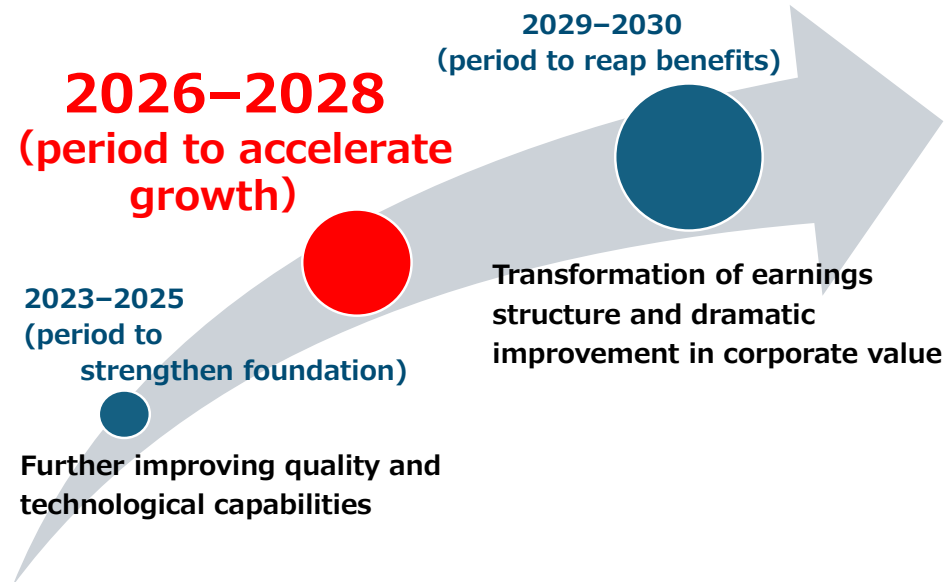 2029–2030
(period to reap benefits)
2026–2028
(period to accelerate
growth)
2023–2025
(period to
strengthen foundation)
Transformation of earnings
structure and dramatic
improvement in corporate value
Further improving quality and
technological capabilities